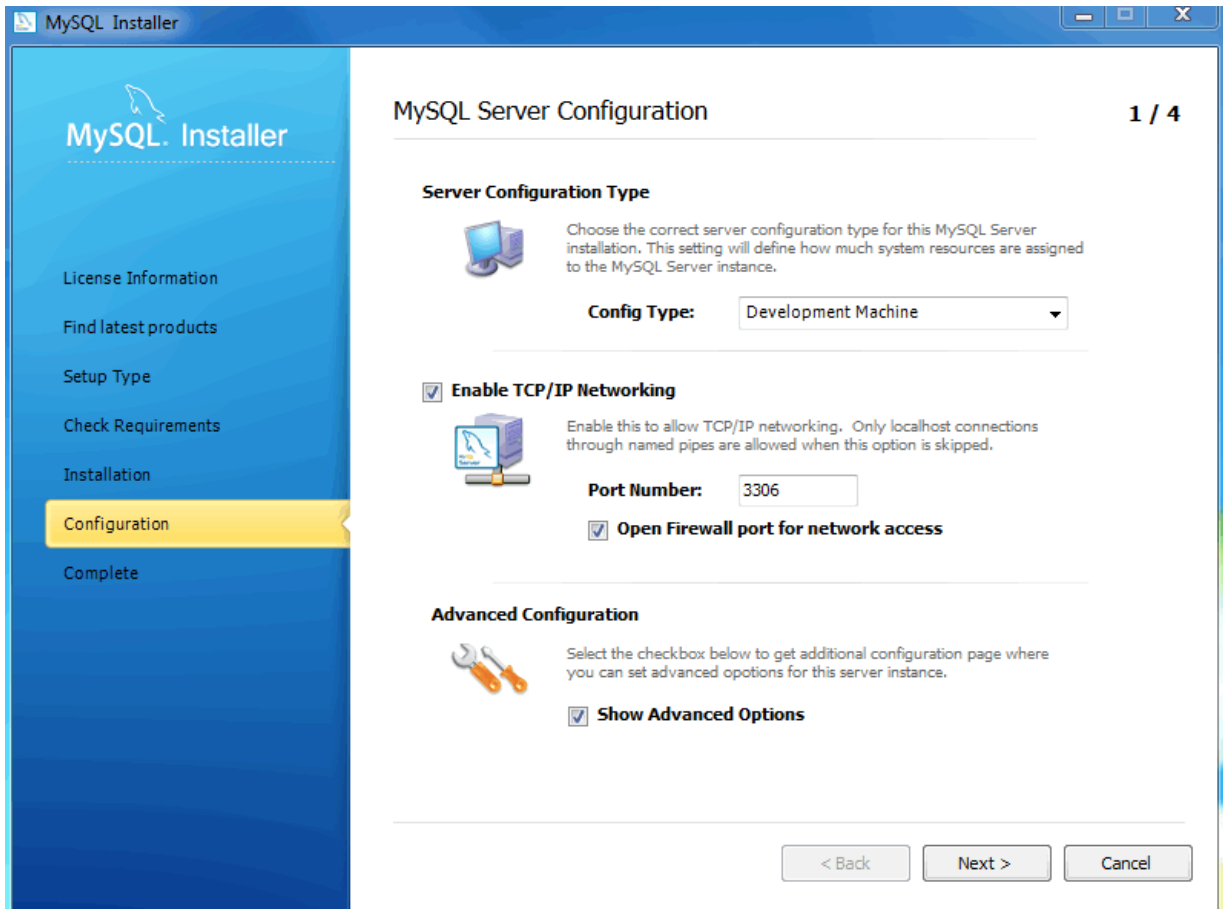 MySQL Installer
MySQL. Installer
License Information
Find latest products
Setup Type
Check Requirements
Installation
Configuration
Complete
MySQL Server Configuration
1 / 4
Server Configuration Type
Choose the correct server configuration type for this MySQL Server
installation. This setting will define how much system resources are assigned
to the MySQL Server instance.
Config Type: Development Machine
Enable TCP/IP Networking
Enable this to allow TCP/IP networking. Only localhost connections
through named pipes are allowed when this option is skipped.
Port Number: 3306
Open Firewall port for network access
Advanced Configuration
Select the checkbox below to get additional configuration page where
you can set advanced opotions for this server instance.
Show Advanced Options
< Back Next > Cancel